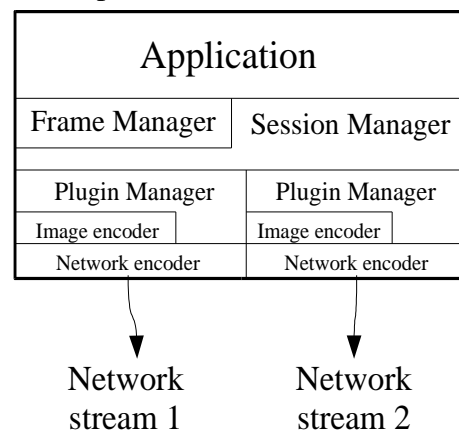 Application
Frame Manager
Session Manager
Plugin Manager
Plugin Manager
Image encoder
Image encoder
Network encoder
Network encoder
Network
stream 1
Network
stream 2